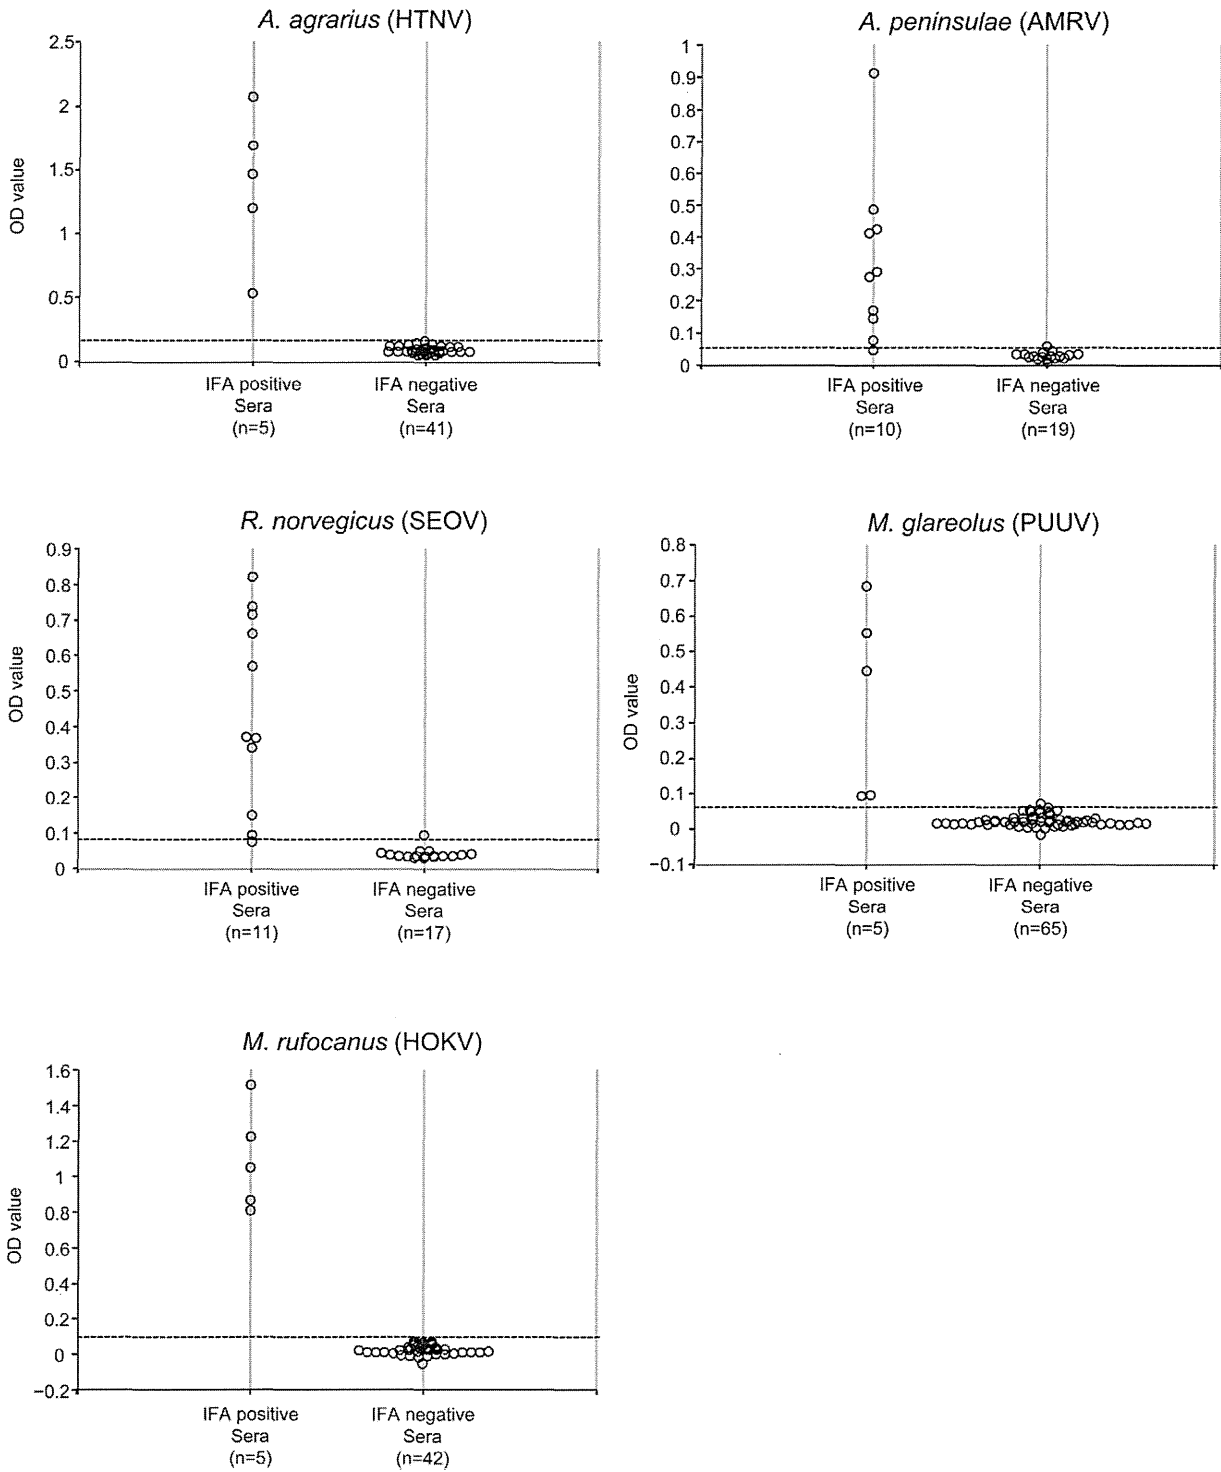 A. agrarius (HTNV)
2.5
2
1.5
1
0.5
0
OD value
IFA positive
Sera
(n=5)
IFA negative
Sera
(n=41)
A. peninsulae (AMRV)
1
0.9
0.8
0.7
0.6
0.5
0.4
0.3
0.2
0.1
0
IFA positive
Sera
(n=10)
IFA negative
Sera
(n=19)
R. norvegicus (SEOV)
0.9
0.8
0.7
0.6
0.5
0.4
0.3
0.2
0.1
0
OD value
IFA positive
Sera
(n=11)
IFA negative
Sera
(n=17)
M. glareolus (PUUV)
0.8
0.7
0.6
0.5
0.4
0.3
0.2
0.1
0
−0.1
OD value
IFA positive
Sera
(n=5)
IFA negative
Sera
(n=65)
M. rufocanus (HOKV)
1.6
1.4
1.2
1
0.8
0.6
0.4
0.2
0
−0.2
OD value
IFA positive
Sera
(n=5)
IFA negative
Sera
(n=42)